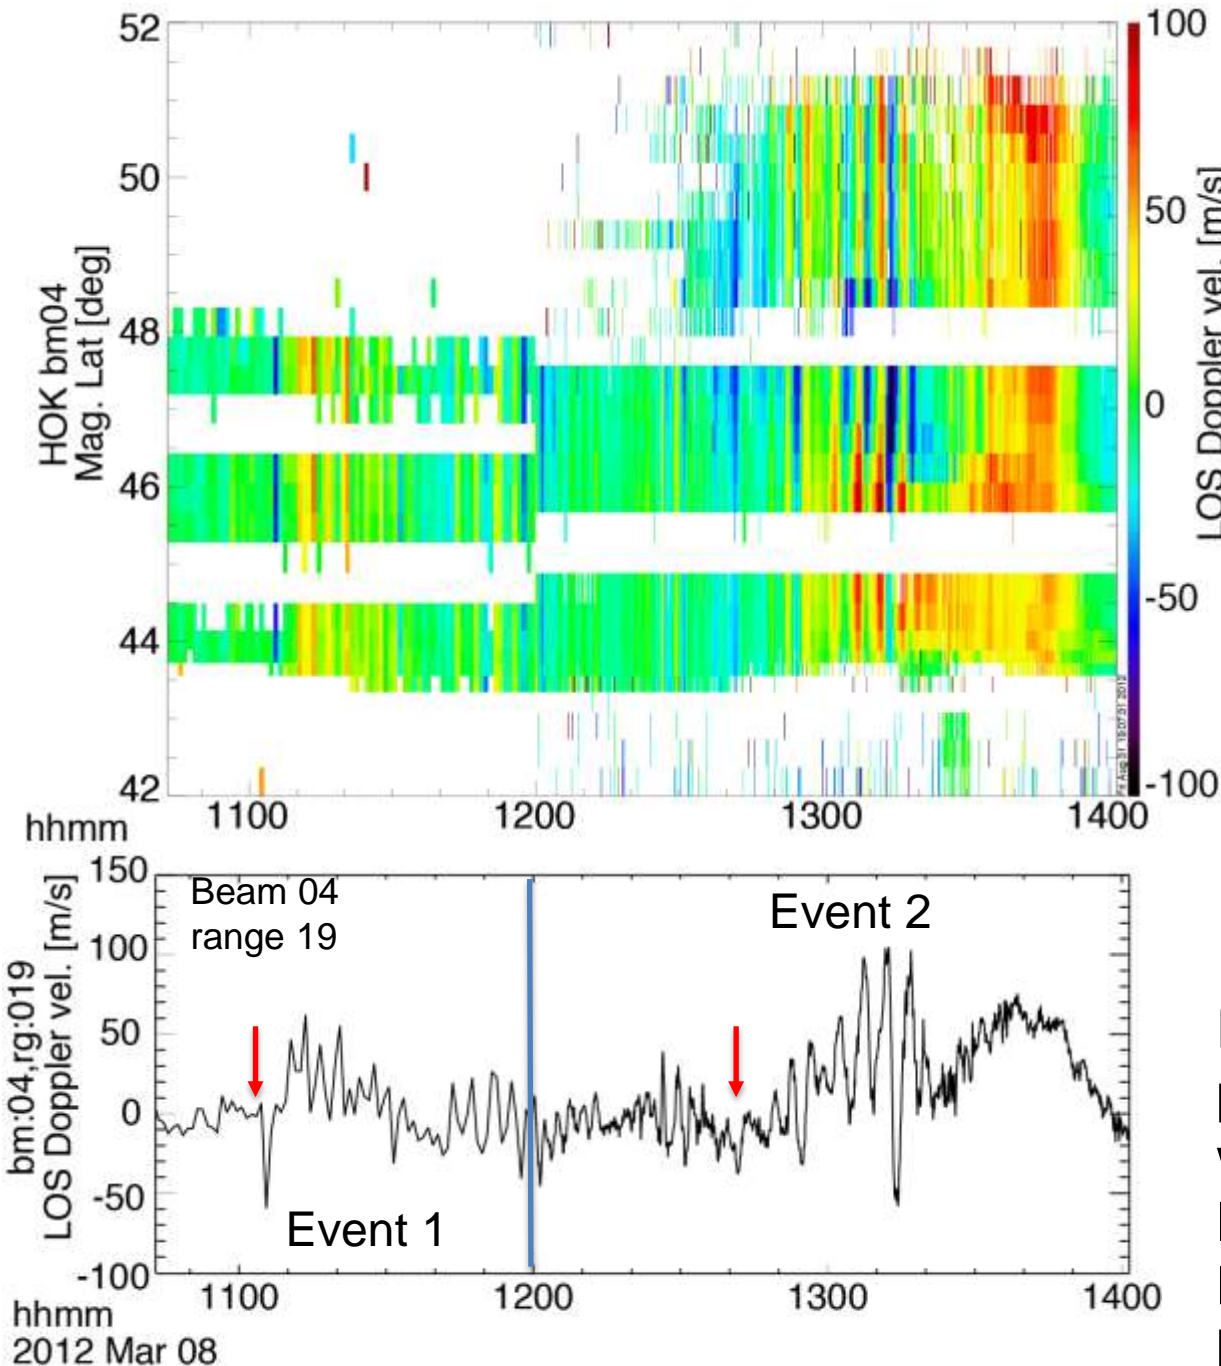 52
50
48
46
44
42
HOK bm04
Mag. Lat [deg]
100
50
0
-50
-100
LOS Doppler vel. [m/s]
1100
1200
1300
1400
hhmm
150
100
50
0
-50
-100
bm:04,rg:019
LOS Doppler vel. [m/s]
Beam 04
range 19
Event 2
Event 1
1100
1200
1300
1400
hhmm
2012 Mar 08